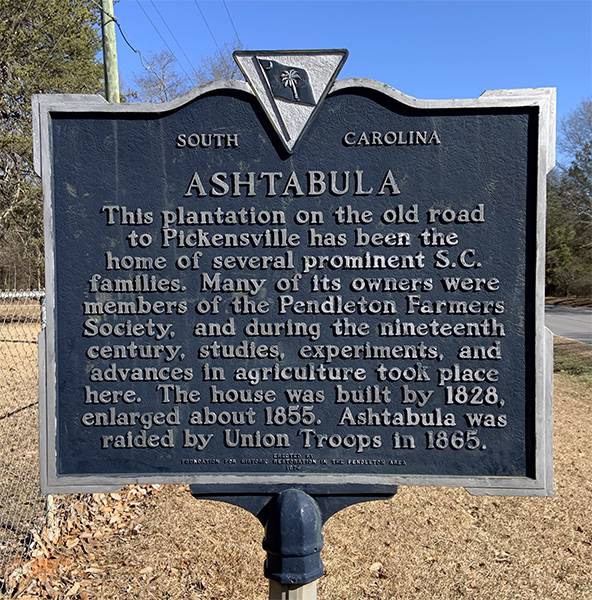 SOUTH CAROLINA
ASHTABULA
This plantation on the old road
to Pickensville has been the
home of several prominent S.C.
families. Many of its owners were
members of the Pendleton Farmers
Society, and during the nineteenth
century, studies, experiments, and
advances in agriculture took place
here. The house was built by 1828,
enlarged about 1855. Ashtabula was
raided by Union Troops in 1865.
ERECTED BY
FOUNDATION FOR HISTORIC RESTORATION IN THE PENDLETON AREA